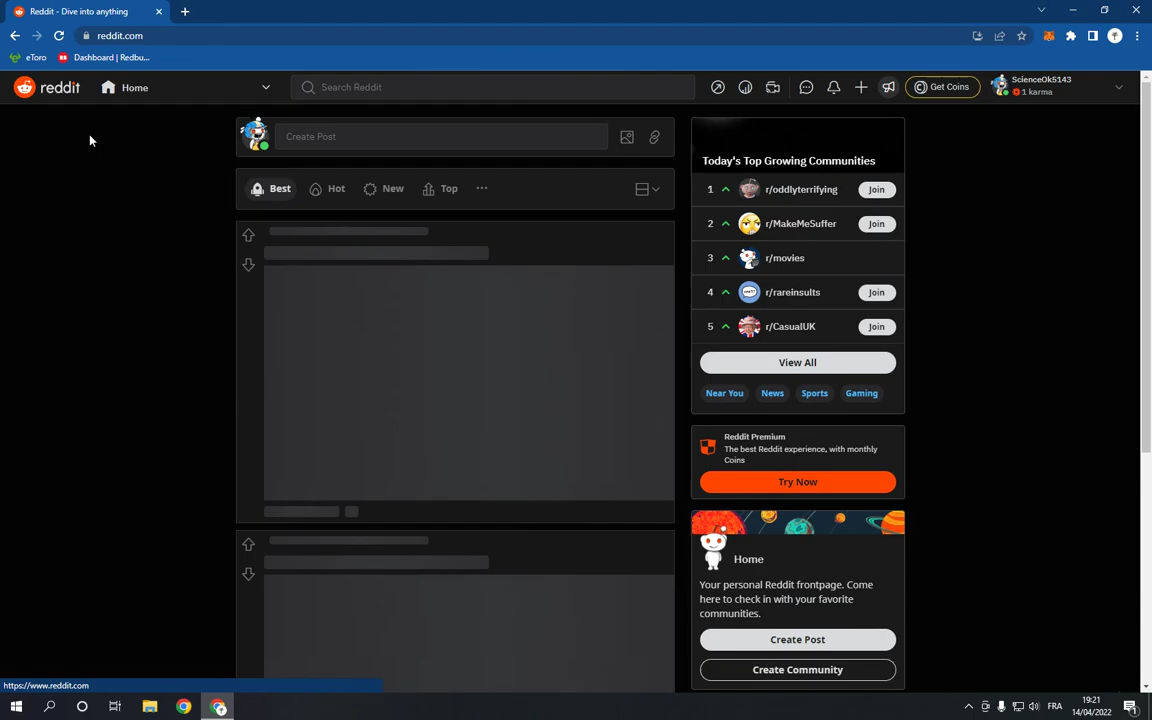 Reddit - Dive into anything
reddit.com
eToro
Dashboard | Redbu...
reddit
Home
Search Reddit
Get Coins
ScienceOk5143
1 karma
Create Post
Best
Hot
New
Top
Today's Top Growing Communities
1 r/oddlyterrifying Join
2 r/MakeMeSuffer Join
3 r/movies
4 r/rareinsults Join
5 r/CasualUK Join
View All
Near You
News
Sports
Gaming
Reddit Premium
The best Reddit experience, with monthly
Coins
Try Now
Home
Your personal Reddit frontpage. Come
here to check in with your favorite
communities.
Create Post
Create Community
https://www.reddit.com
FRA
19:21
14/04/2022
1